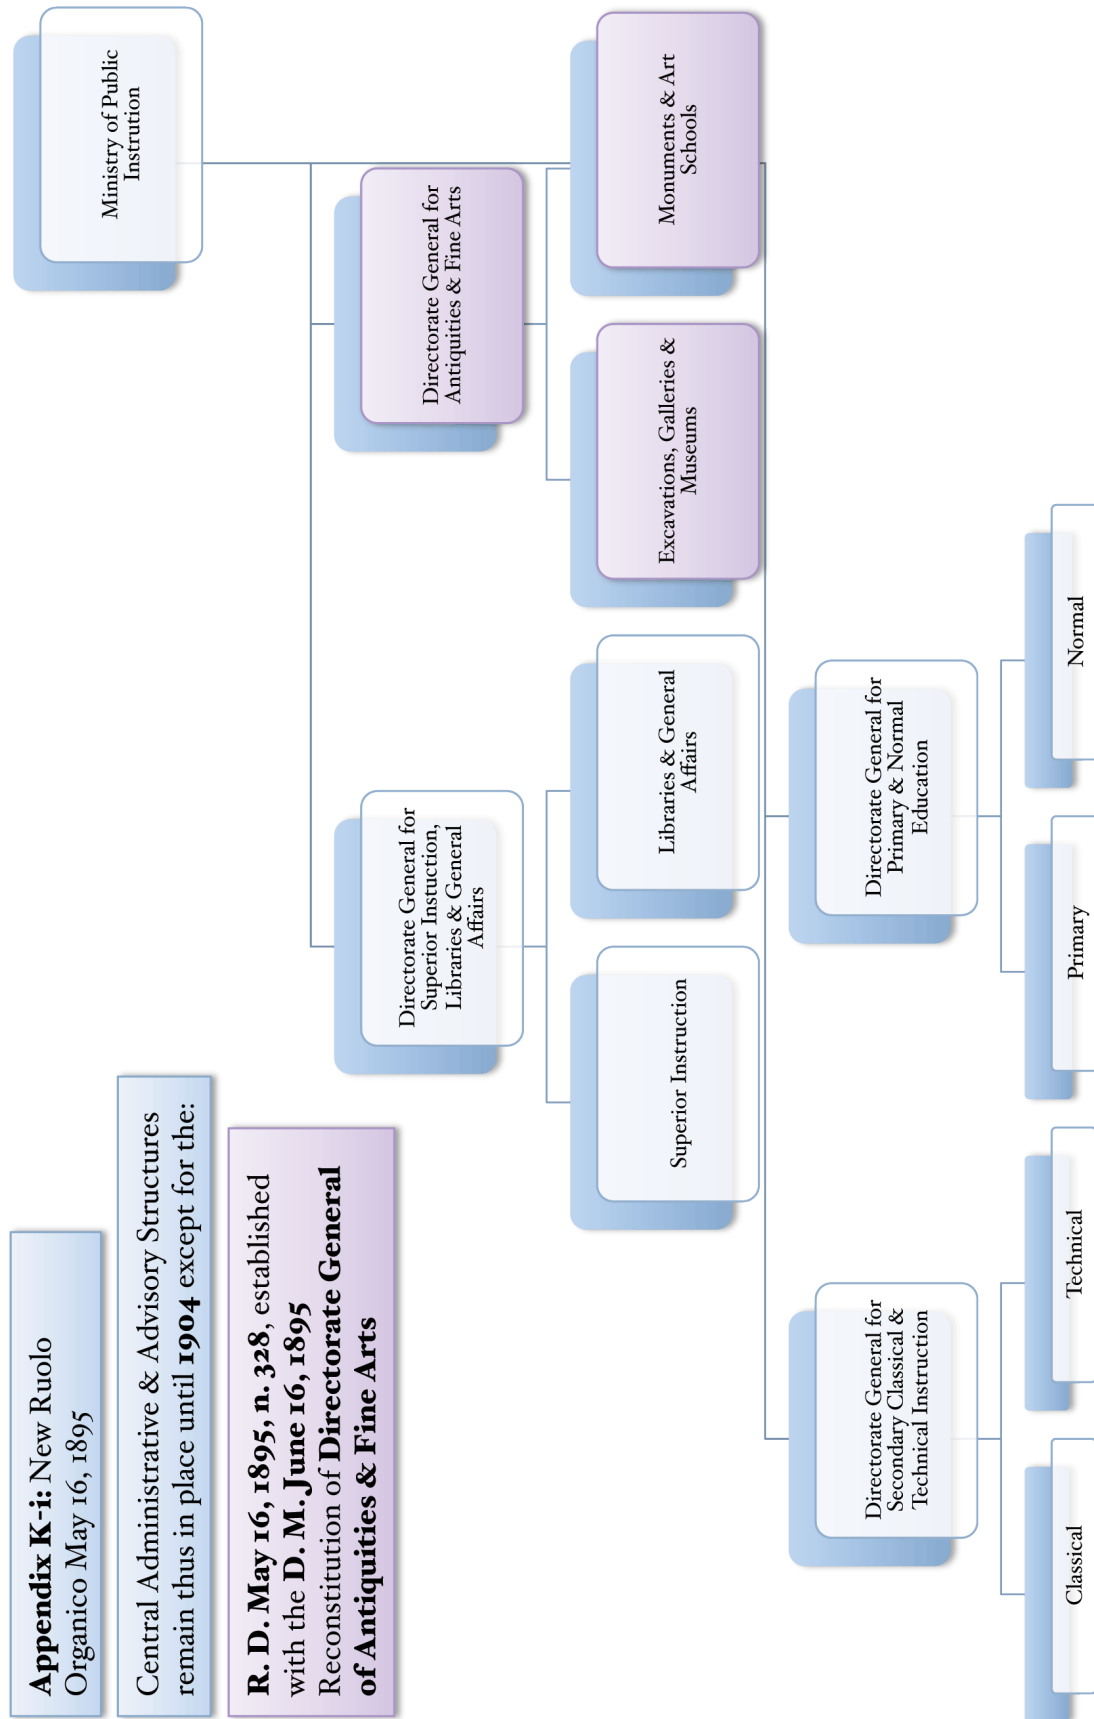 Appendix K-i: New Ruolo
Organico May 16, 1895
Central Administrative & Advisory Structures
remain thus in place until 1904 except for the:
R. D. May 16, 1895, n. 328, established
with the D. M. June 16, 1895
Reconstitution of Directorate General
of Antiquities & Fine Arts
Ministry of Public
Instrution
Directorate General for
Superior Instuction,
Libraries & General
Affairs
Directorate General for
Antiquities & Fine Arts
Superior Instruction
Libraries & General
Affairs
Excavations, Galleries &
Museums
Monuments & Art
Schools
Directorate General for
Secondary Classical &
Technical Instruction
Directorate General for
Primary & Normal
Education
Classical
Technical
Primary
Normal